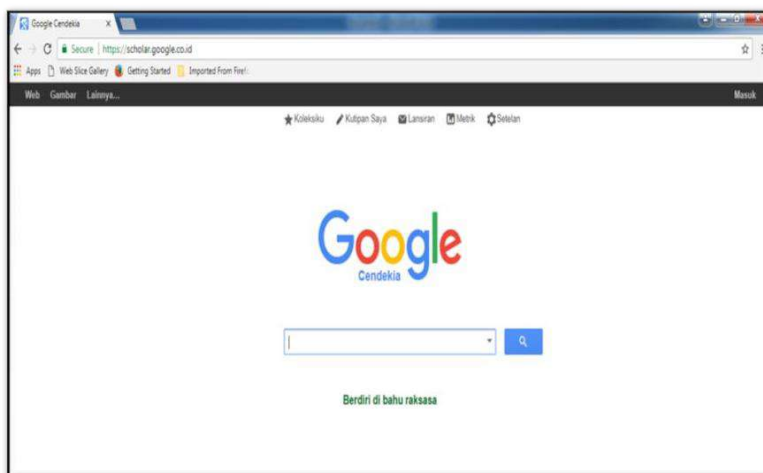 Google Cendekia
Secure | https://scholar.google.co.id
Apps Web Slice Gallery Getting Started Imported From Firef
Web Gambar Lainnya... Masuk
Koleksiku Kutipan Saya Lansiran Metrik Setelan
Google
Cendekia
Berdiri di bahu raksasa